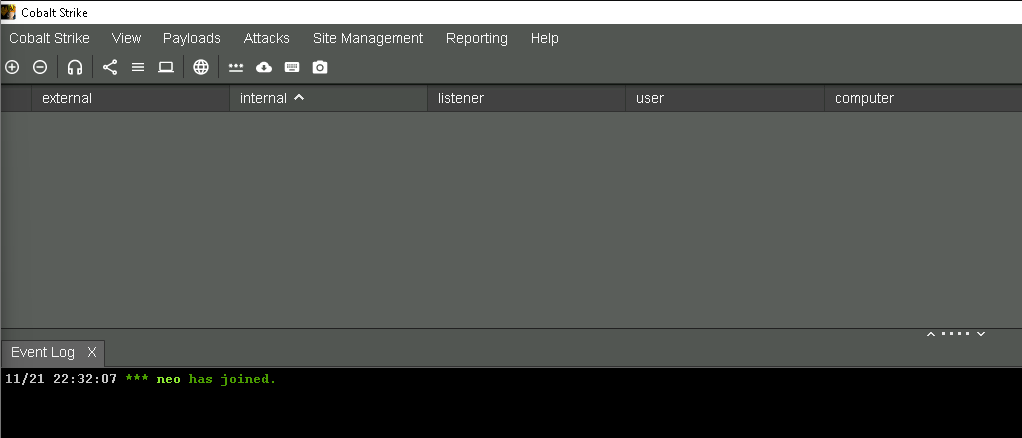 Cobalt Strike
Cobalt Strike View Payloads Attacks Site Management Reporting Help
external internal listener user computer
Event Log X
11/21 22:32:07 *** neo has joined.